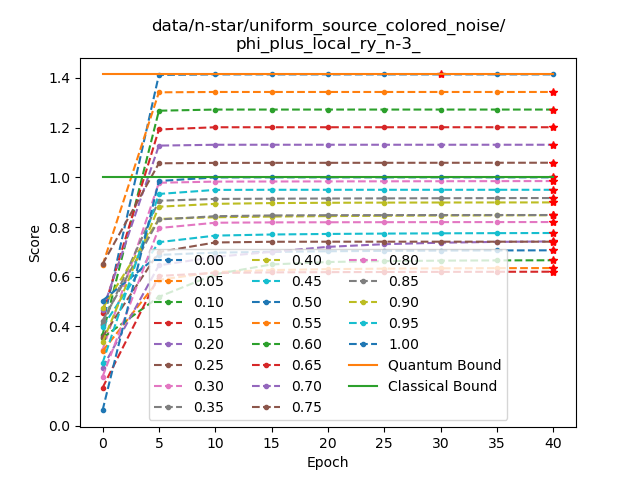 data/n-star/uniform_source_colored_noise/
phi_plus_local_ry_n-3_
Score
1.4
1.2
1.0
0.8
0.6
0.4
0.2
0.0
0.00 0.40 0.80
0.05 0.45 0.85
0.10 0.50 0.90
0.15 0.55 0.95
0.20 0.60 1.00
0.25 0.65 Quantum Bound
0.30 0.70 Classical Bound
0.35 0.75
0 5 10 15 20 25 30 35 40
Epoch